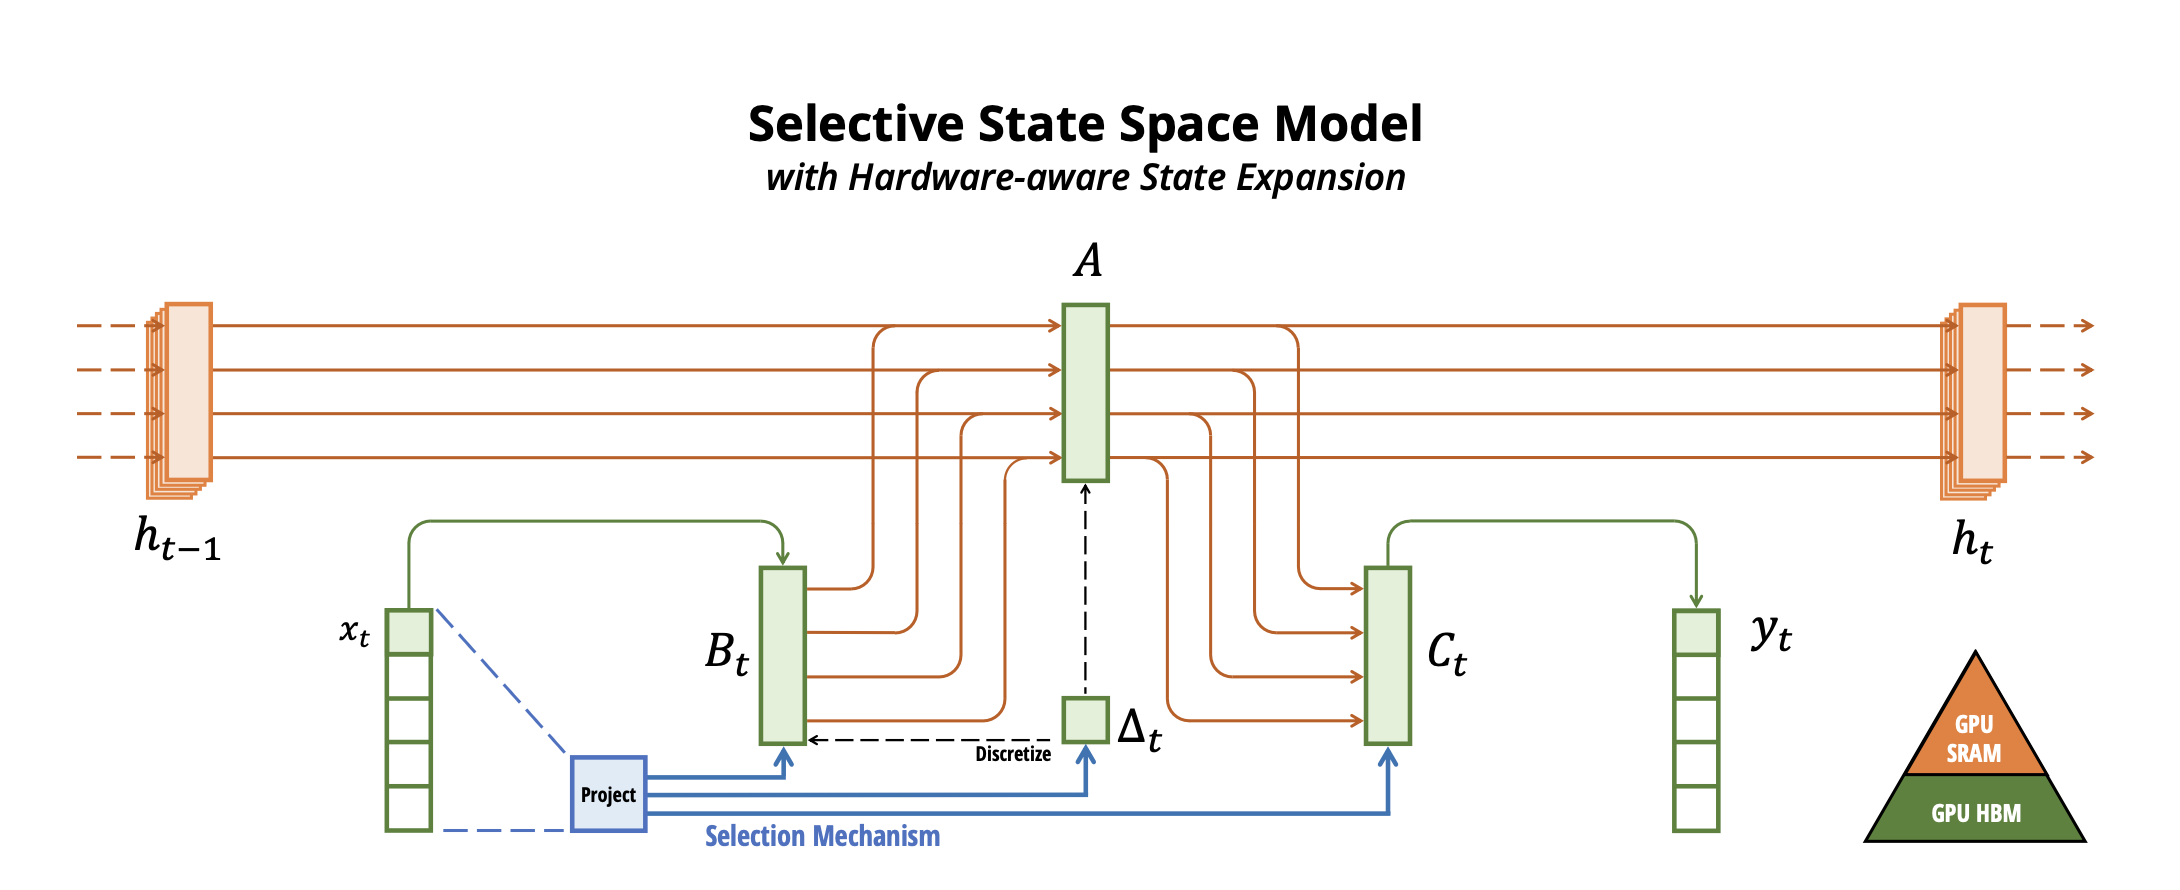 Selective State Space Model
with Hardware-aware State Expansion
A
h_{t-1}
h_t
x_t
B_t
Δ_t
C_t
y_t
Discretize
Project
Selection Mechanism
GPU
SRAM
GPU HBM